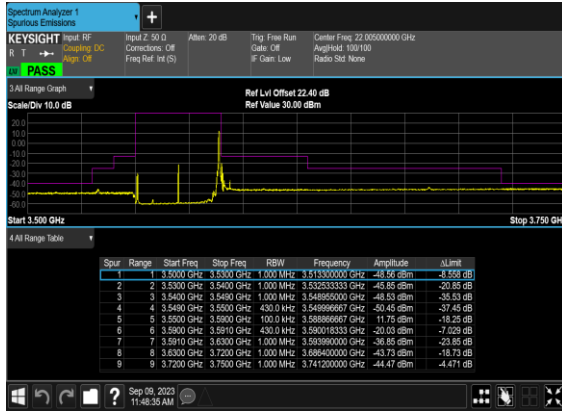 Spectrum Analyzer 1
Spurious Emissions
+
KEYSIGHT Input: RF Input Z: 50 Ω Atten: 20 dB Trig: Free Run Center Freq: 22.005000000 GHz
R T Coupling: DC Corrections: Off Gate: Off Avg|Hold: 100/100
Align: Off Freq Ref: Int (S) IF Gain: Low Radio Std: None
PASS
3 All Range Graph
Ref Lvl Offset 22.40 dB
Scale/Div 10.0 dB Ref Value 30.00 dBm
20.0
10.0
0.00
-10.0
-20.0
-30.0
-40.0
-50.0
-60.0
Start 3.500 GHz Stop 3.750 GH
4 All Range Table
Spur Range Start Freq Stop Freq RBW Frequency Amplitude ΔLimit
1 1 3.5000 GHz 3.5300 GHz 1.000 MHz 3.513300000 GHz -48.56 dBm -8.558 dB
2 2 3.5300 GHz 3.5400 GHz 1.000 MHz 3.532533333 GHz -45.85 dBm -20.85 dB
3 3 3.5400 GHz 3.5490 GHz 1.000 MHz 3.548955000 GHz -48.53 dBm -35.53 dB
4 4 3.5490 GHz 3.5500 GHz 430.0 kHz 3.549996667 GHz -50.45 dBm -37.45 dB
5 5 3.5500 GHz 3.5900 GHz 100.0 kHz 3.588866667 GHz 11.75 dBm -18.25 dB
6 6 3.5900 GHz 3.5910 GHz 430.0 kHz 3.590018333 GHz -20.03 dBm -7.029 dB
7 7 3.5910 GHz 3.6300 GHz 1.000 MHz 3.593990000 GHz -36.85 dBm -23.85 dB
8 8 3.6300 GHz 3.7200 GHz 1.000 MHz 3.686400000 GHz -43.73 dBm -18.73 dB
9 9 3.7200 GHz 3.7500 GHz 1.000 MHz 3.741200000 GHz -44.47 dBm -4.471 dB
? Sep 09, 2023
11:48:35 AM